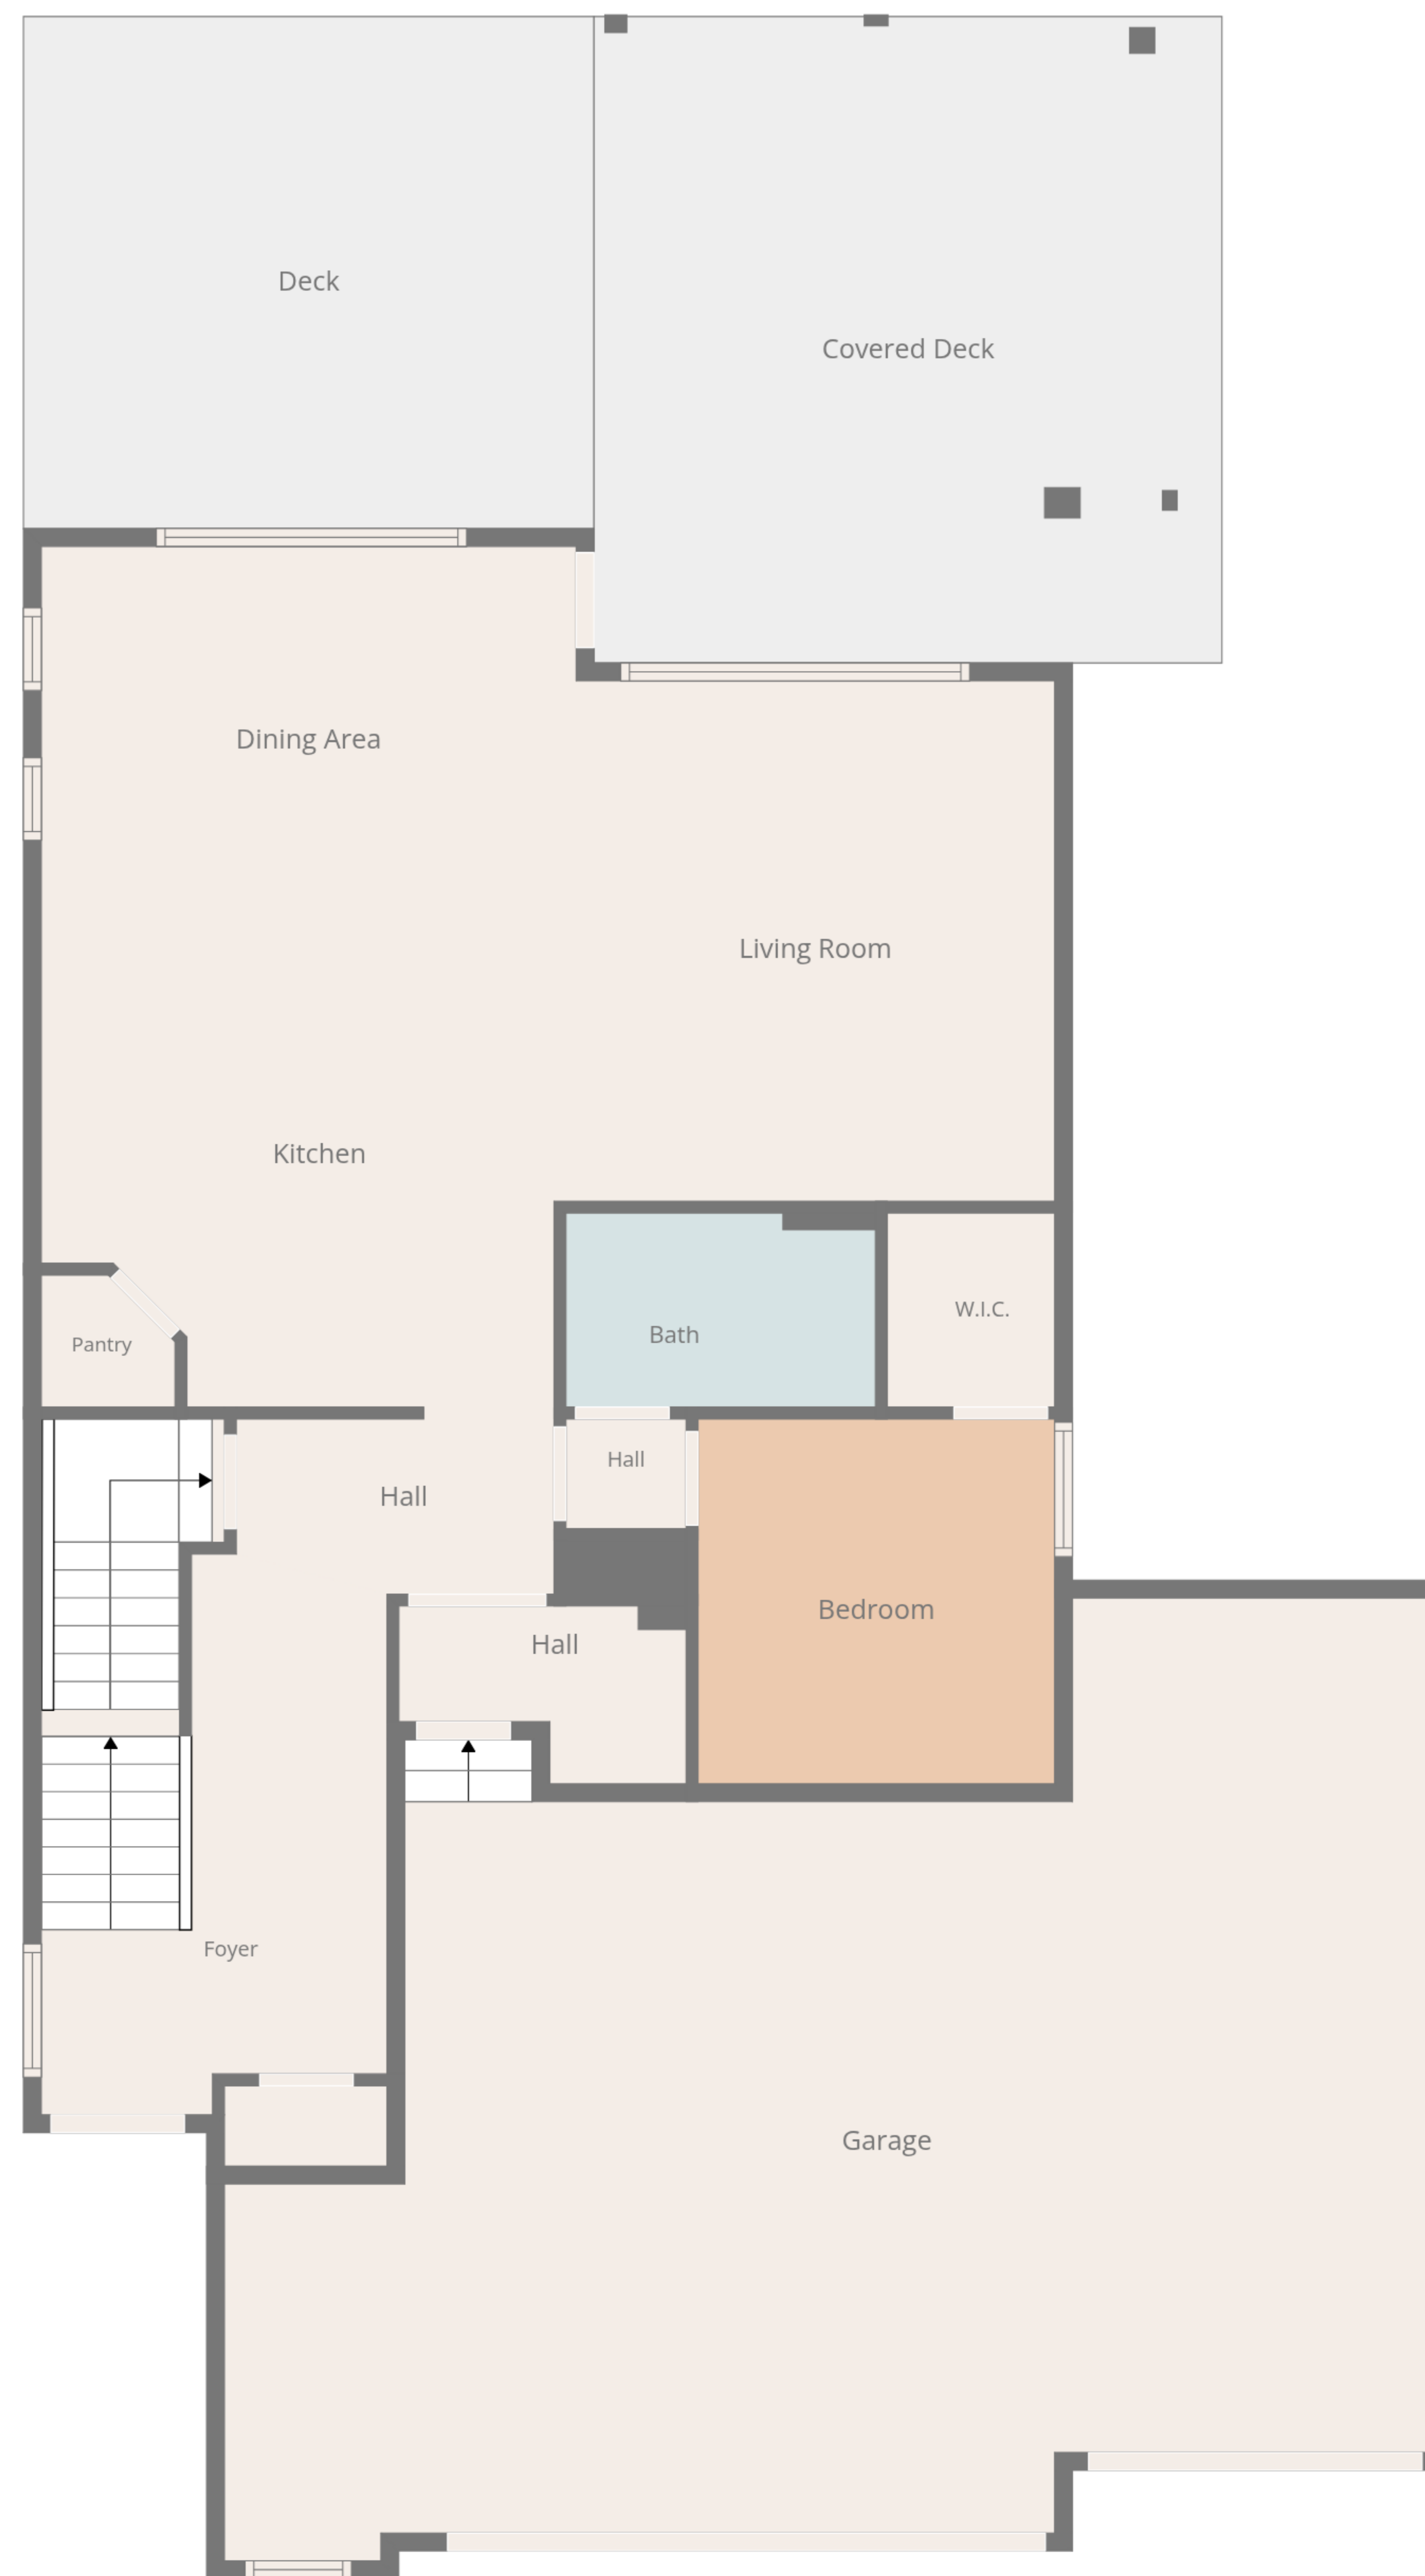 Deck
Covered Deck
Dining Area
Living Room
Kitchen
W.I.C.
Bath
Pantry
Hall
Hall
Bedroom
Hall
Foyer
Garage